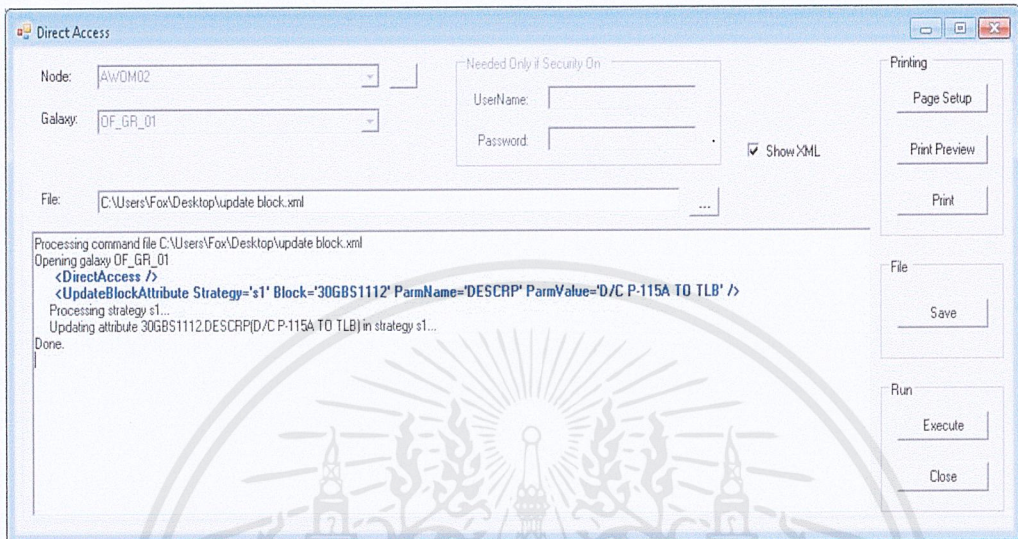 Direct Access
Node: AWOM02
Galaxy: OF_GR_01
Needed Only if Security On
UserName:
Password:
Show XML
File: C:\Users\Fox\Desktop\update block.xml ...
Processing command file C:\Users\Fox\Desktop\update block.xml
Opening galaxy OF_GR_01
<DirectAccess />
<UpdateBlockAttribute Strategy='s1' Block='30GBS1112' ParmName='DESCRP' ParmValue='D/C P-115A TO TLB' />
Processing strategy s1...
Updating attribute 30GBS1112.DESCRP(D/C P-115A TO TLB) in strategy s1...
Done.
Printing
Page Setup
Print Preview
Print
File
Save
Run
Execute
Close